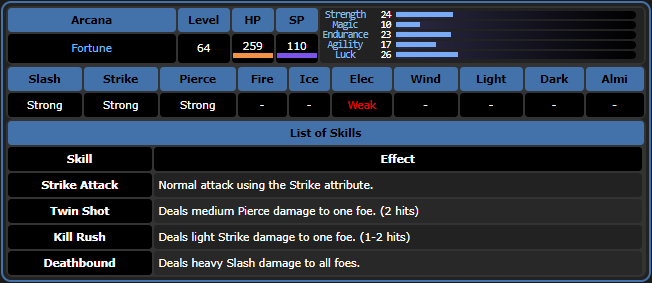 Arcana Level HP SP
Fortune 64 259 110
Strength 24
Magic 10
Endurance 23
Agility 17
Luck 26
Slash Strike Pierce Fire Ice Elec Wind Light Dark Almi
Strong Strong Strong - - Weak - - - -
List of Skills
Skill Effect
Strike Attack Normal attack using the Strike attribute.
Twin Shot Deals medium Pierce damage to one foe. (2 hits)
Kill Rush Deals light Strike damage to one foe. (1-2 hits)
Deathbound Deals heavy Slash damage to all foes.